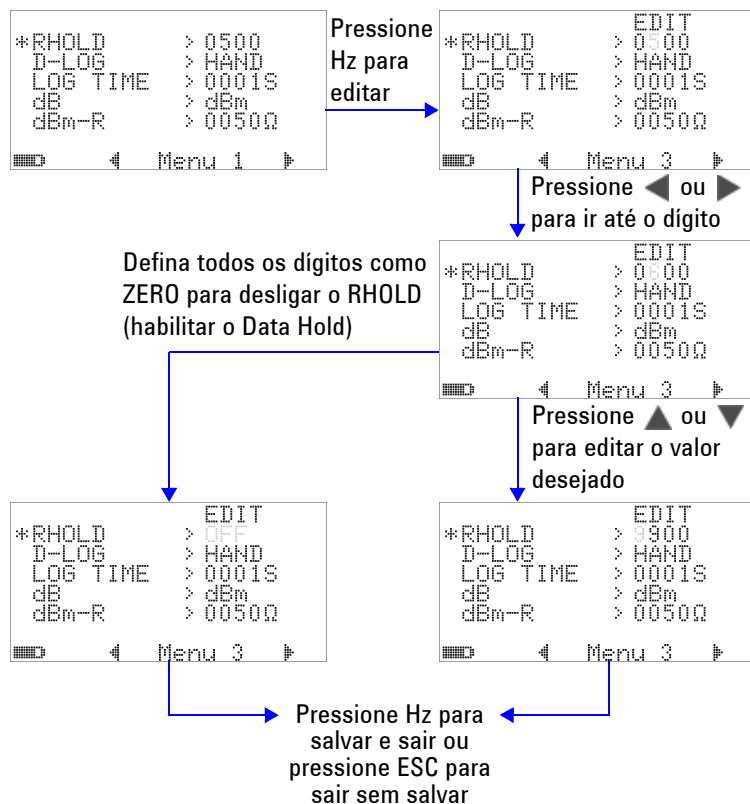 *RHOLD > 0500
D-LOG > HAND
LOG TIME > 0001S
dB > dBm
dBm-R > 0050Ω
Menu 1
Pressione
Hz para
editar
EDIT
*RHOLD > 0500
D-LOG > HAND
LOG TIME > 0001S
dB > dBm
dBm-R > 0050Ω
Menu 3
Pressione ◀ ou ▶
para ir até o dígito
Defina todos os dígitos como
ZERO para desligar o RHOLD
(habilitar o Data Hold)
EDIT
*RHOLD > 0600
D-LOG > HAND
LOG TIME > 0001S
dB > dBm
dBm-R > 0050Ω
Menu 3
Pressione ▲ ou ▼
para editar o valor
desejado
EDIT
*RHOLD > OFF
D-LOG > HAND
LOG TIME > 0001S
dB > dBm
dBm-R > 0050Ω
Menu 3
EDIT
*RHOLD > 9900
D-LOG > HAND
LOG TIME > 0001S
dB > dBm
dBm-R > 0050Ω
Menu 3
Pressione Hz para
salvar e sair ou
pressione ESC para
sair sem salvar